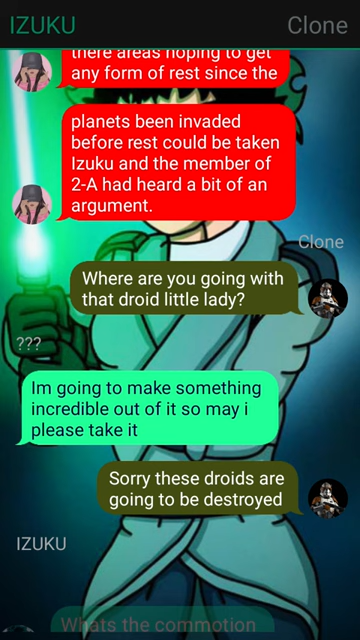 IZUKU
Clone
there areas hoping to get
any form of rest since the
planets been invaded
before rest could be taken
Izuku and the member of
2-A had heard a bit of an
argument.
Clone
Where are you going with
that droid little lady?
???
Im going to make something
incredible out of it so may i
please take it
Sorry these droids are
going to be destroyed
IZUKU
Whats the commotion